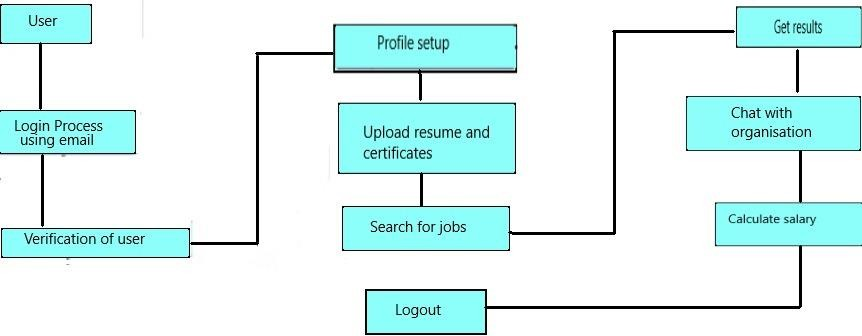 User
Login Process
using email
Verification of user
Profile setup
Upload resume and
certificates
Search for jobs
Get results
Chat with
organisation
Calculate salary
Logout